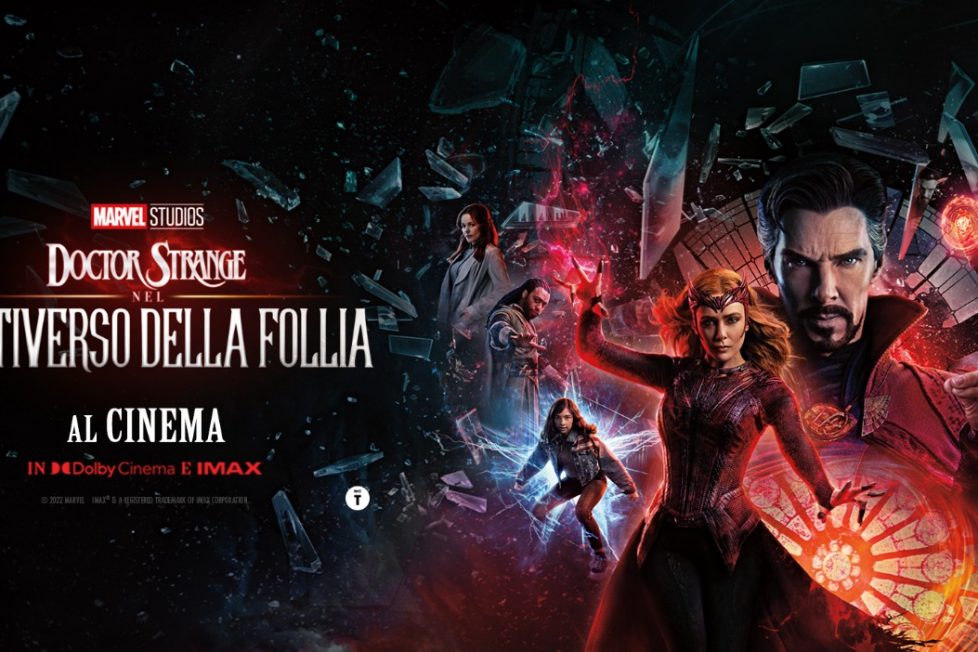 MARVEL STUDIOS
DOCTOR STRANGE
NEL
TIVERSO DELLA FOLLIA
AL CINEMA
IN Dolby Cinema E IMAX
© 2022 MARVEL IMAX® IS A REGISTERED TRADEMARK OF IMAX CORPORATION.
T